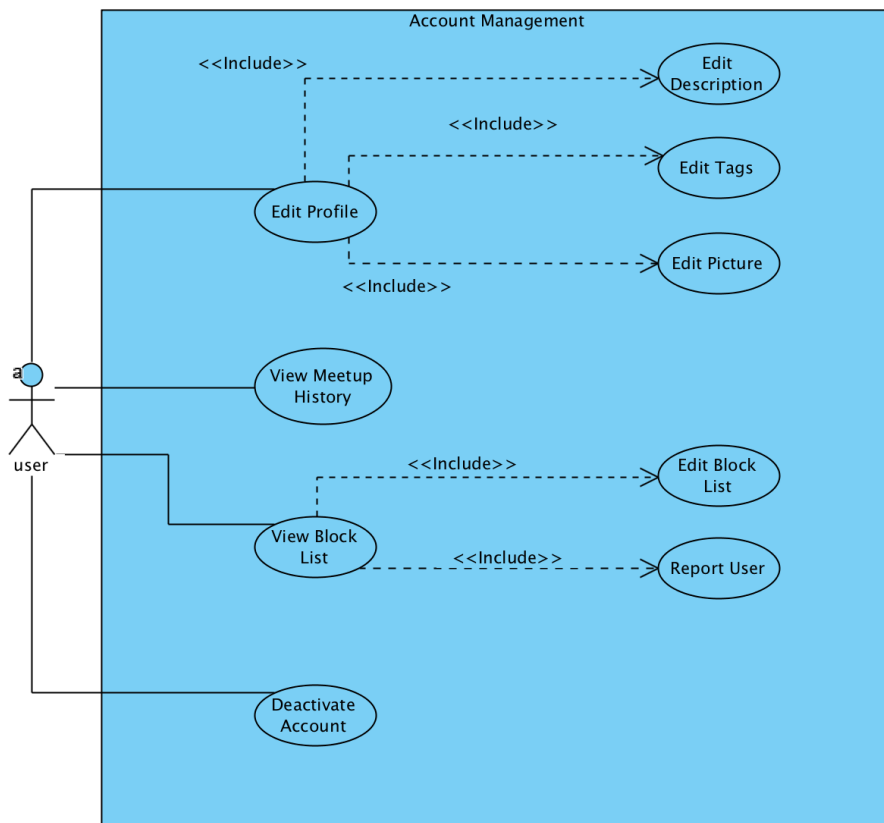 Account Management
<<Include>>
Edit
Description
<<Include>>
Edit Tags
Edit Profile
Edit Picture
<<Include>>
a
user
View Meetup
History
<<Include>>
Edit Block
List
View Block
List
<<Include>>
Report User
Deactivate
Account